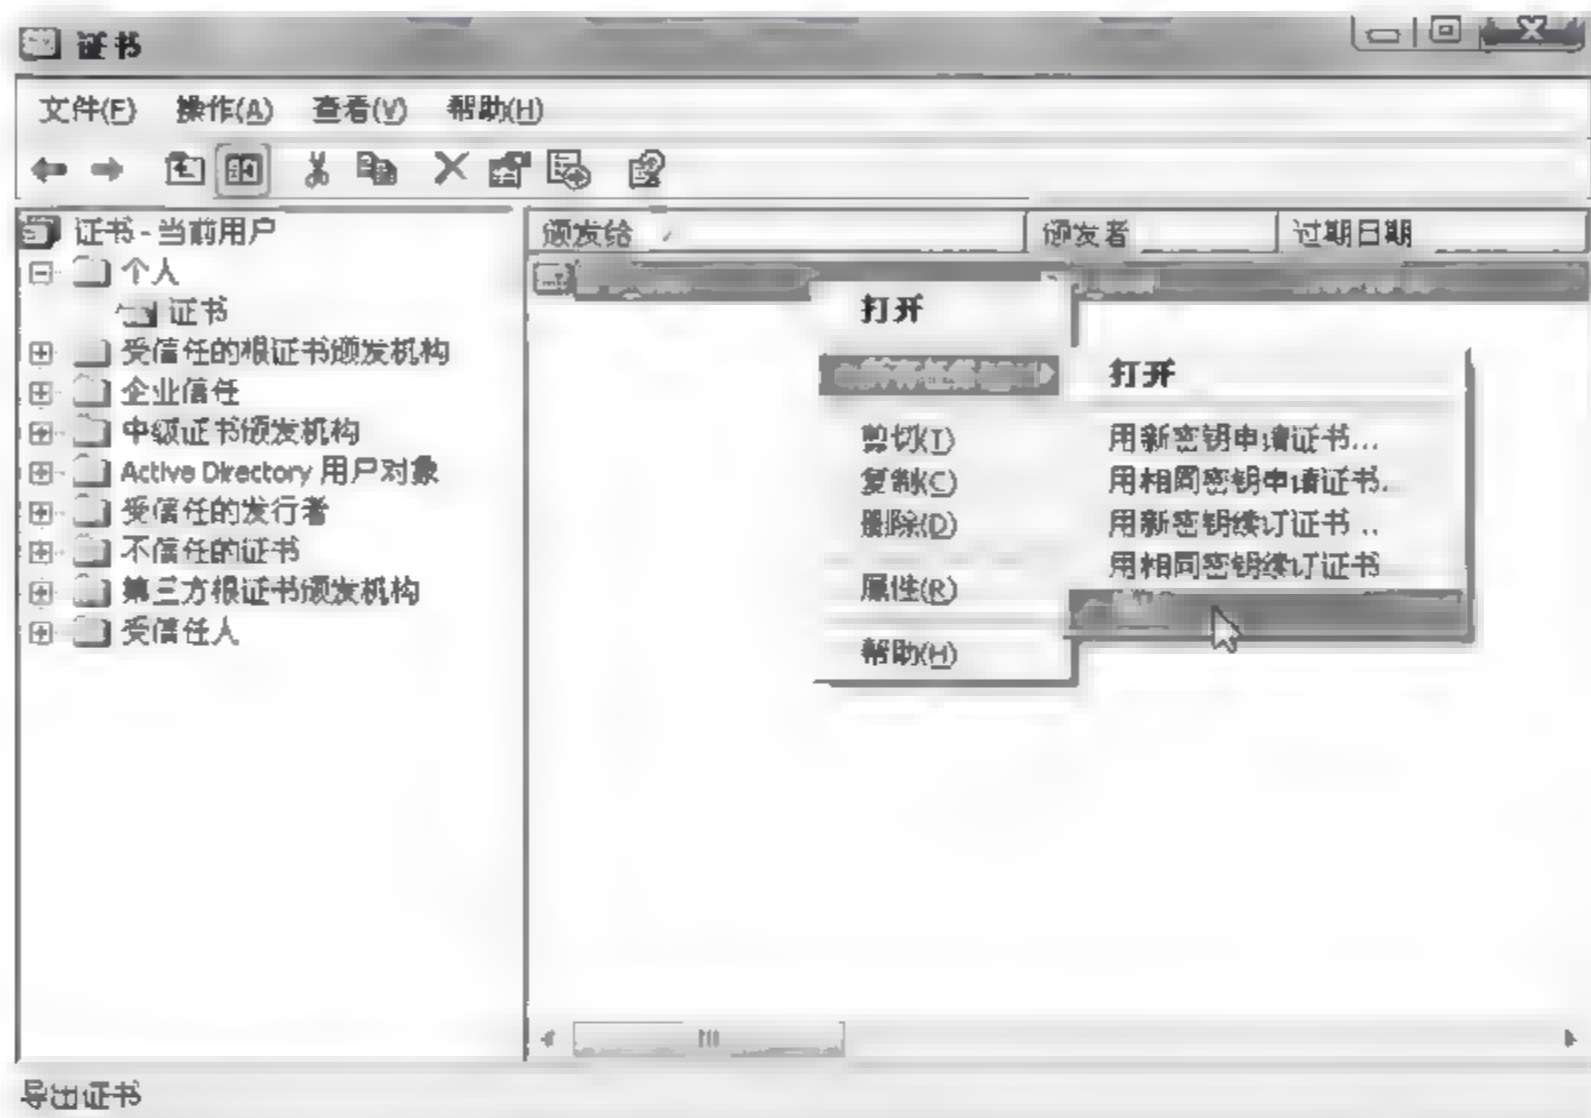 证书
文件(F) 操作(A) 查看(V) 帮助(H)
证书 - 当前用户
个人
证书
受信任的根证书颁发机构
企业信任
中级证书颁发机构
Active Directory 用户对象
受信任的发行者
不信任的证书
第三方根证书颁发机构
受信任人
颁发给 颁发者 过期日期
打开
剪切(T)
复制(C)
删除(D)
属性(R)
帮助(H)
打开
用新密钥申请证书...
用相同密钥申请证书.
用新密钥续订证书 ..
用相同密钥续订证书
导出证书